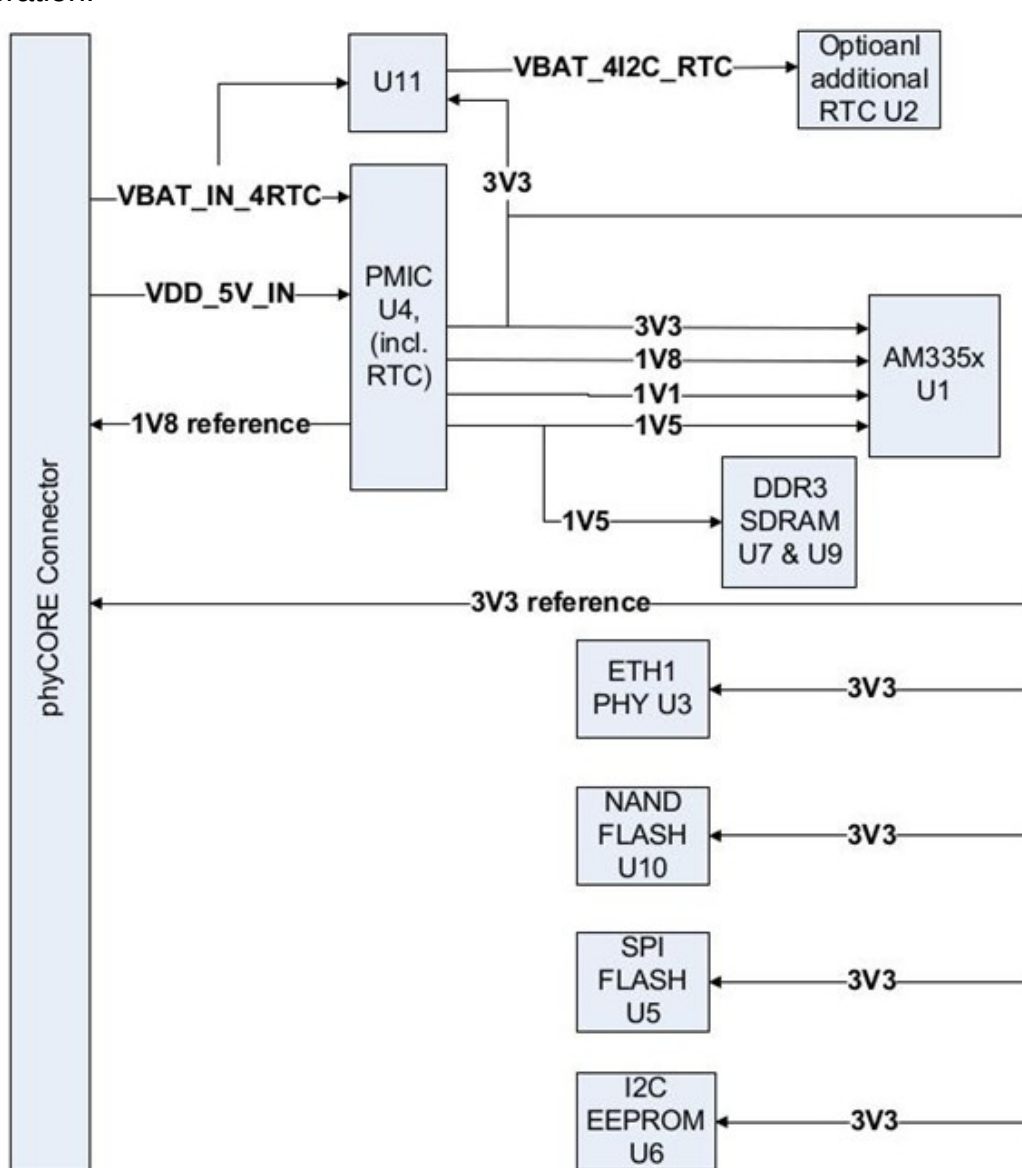 U11
VBAT_4I2C_RTC
Optioanl
additional
RTC U2
VBAT_IN_4RTC
3V3
VDD_5V_IN
PMIC
U4,
(incl.
RTC)
3V3
1V8
1V1
1V5
AM335x
U1
1V8 reference
1V5
DDR3
SDRAM
U7 & U9
phyCORE Connector
3V3 reference
ETH1
PHY U3
3V3
NAND
FLASH
U10
3V3
SPI
FLASH
U5
3V3
I2C
EEPROM
U6
3V3